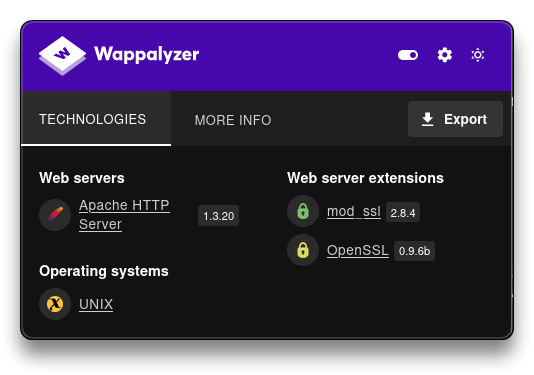 Wappalyzer
TECHNOLOGIES
MORE INFO
Export
Web servers
Apache HTTP
Server
1.3.20
Operating systems
UNIX
Web server extensions
mod_ssl 2.8.4
OpenSSL 0.9.6b